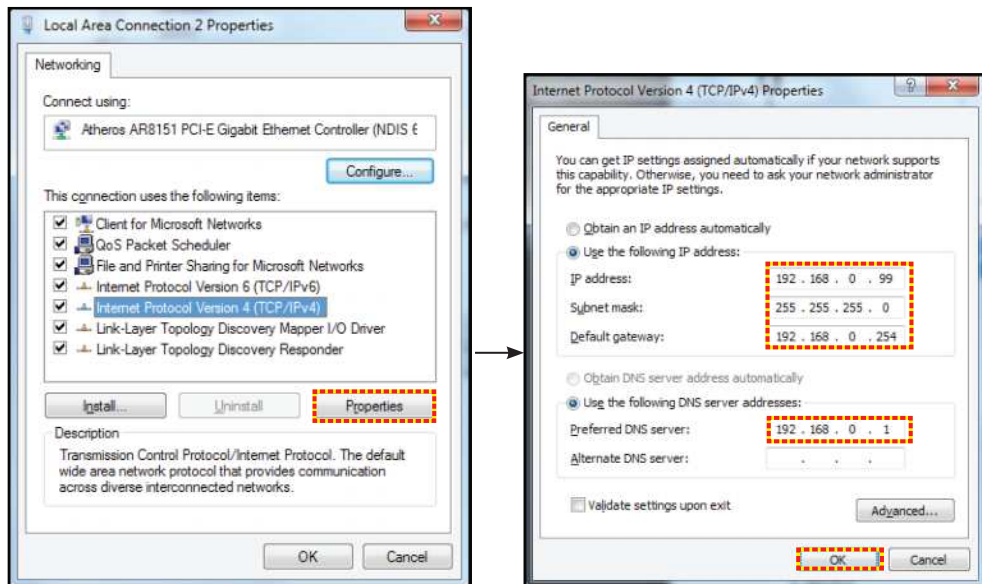 Local Area Connection 2 Properties
Networking
Connect using:
Atheros AR8151 PCI-E Gigabit Ethernet Controller (NDIS 6
Configure...
This connection uses the following items:
Client for Microsoft Networks
QoS Packet Scheduler
File and Printer Sharing for Microsoft Networks
Internet Protocol Version 6 (TCP/IPv6)
Internet Protocol Version 4 (TCP/IPv4)
Link-Layer Topology Discovery Mapper I/O Driver
Link-Layer Topology Discovery Responder
Install...
Uninstall
Properties
Description
Transmission Control Protocol/Internet Protocol. The default
wide area network protocol that provides communication
across diverse interconnected networks.
OK
Cancel
Internet Protocol Version 4 (TCP/IPv4) Properties
General
You can get IP settings assigned automatically if your network supports
this capability. Otherwise, you need to ask your network administrator
for the appropriate IP settings.
Obtain an IP address automatically
Use the following IP address:
IP address: 192 . 168 . 0 . 99
Subnet mask: 255 . 255 . 255 . 0
Default gateway: 192 . 168 . 0 . 254
Obtain DNS server address automatically
Use the following DNS server addresses:
Preferred DNS server: 192 . 168 . 0 . 1
Alternate DNS server: . . .
Validate settings upon exit
Advanced...
OK
Cancel